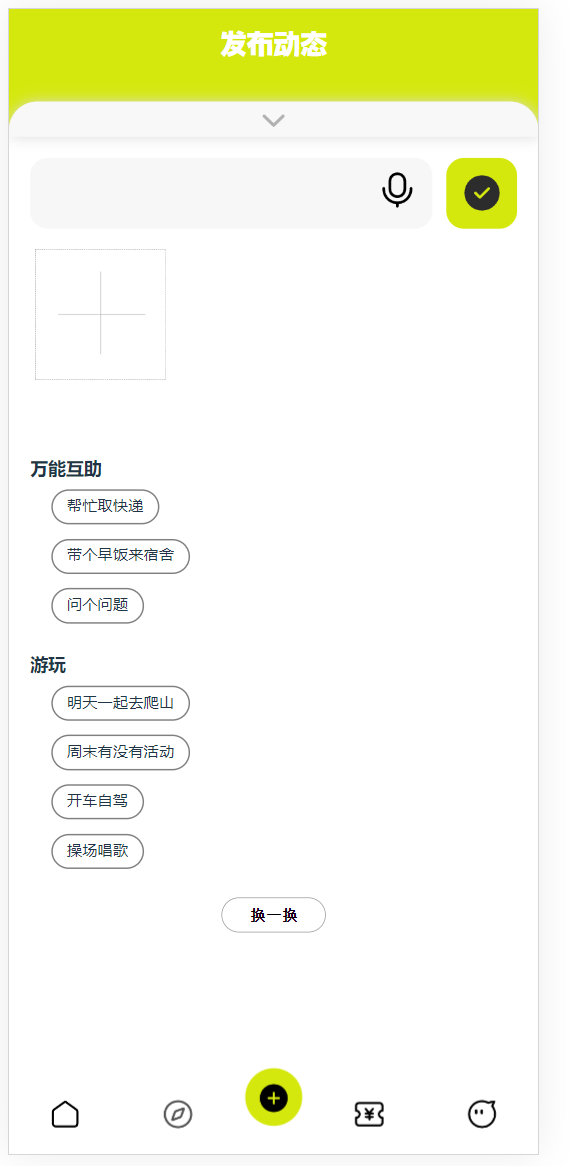 发布动态
万能互助
帮忙取快递
带个早饭来宿舍
问个问题
游玩
明天一起去爬山
周末有没有活动
开车自驾
操场唱歌
换一换